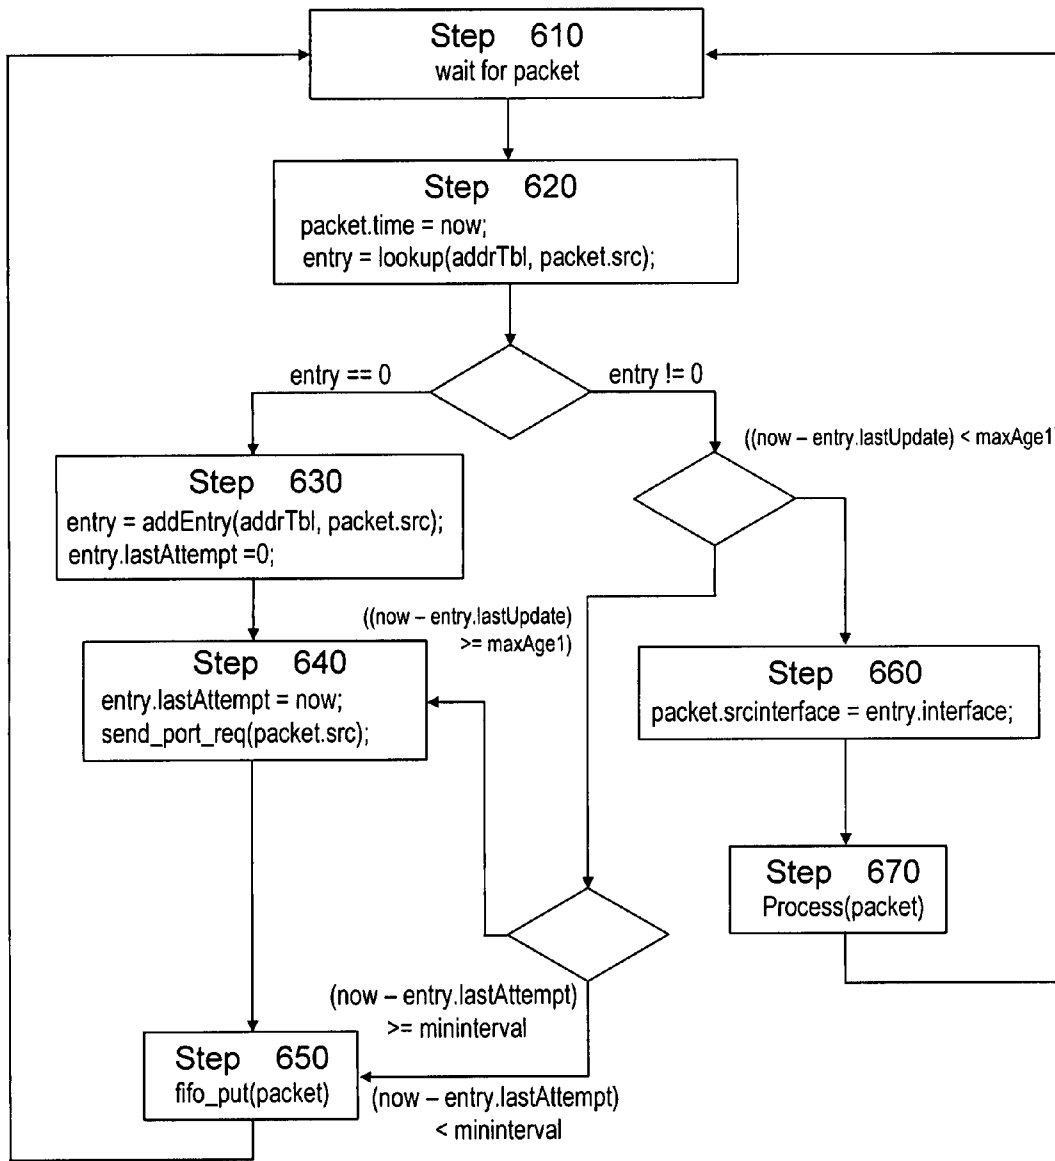 Step 610
wait for packet
Step 620
packet.time = now;
entry = lookup(addrTbl, packet.src);
entry == 0
entry != 0
((now – entry.lastUpdate) < maxAge1)
Step 630
entry = addEntry(addrTbl, packet.src);
entry.lastAttempt =0;
((now – entry.lastUpdate)
>= maxAge1)
Step 640
entry.lastAttempt = now;
send_port_req(packet.src);
Step 660
packet.srcinterface = entry.interface;
Step 670
Process(packet)
(now – entry.lastAttempt)
>= mininterval
Step 650
fifo_put(packet)
(now – entry.lastAttempt)
< mininterval